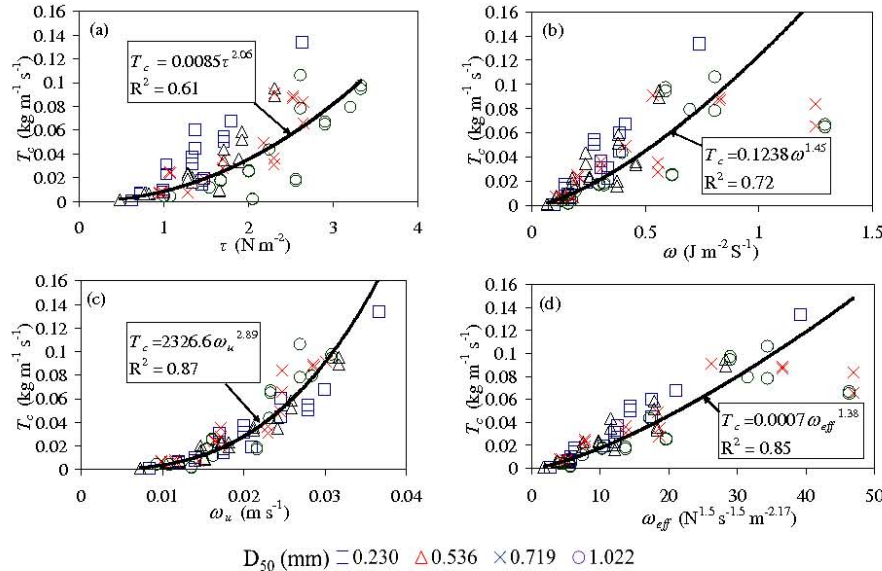 (a)
T_c = 0.0085τ^2.06
R² = 0.61
T_c (kg m⁻¹ s⁻¹)
0.16
0.14
0.12
0.1
0.08
0.06
0.04
0.02
0
0 1 2 3 4
τ (N m⁻²)
(b)
T_c=0.1238ω^1.45
R² = 0.72
T_c (kg m⁻¹ s⁻¹)
0.16
0.14
0.12
0.1
0.08
0.06
0.04
0.02
0
0 0.5 1 1.5
ω (J m⁻² S⁻¹)
(c)
T_c=2326.6ω_u^2.89
R² = 0.87
T_c (kg m⁻¹ s⁻¹)
0.16
0.14
0.12
0.1
0.08
0.06
0.04
0.02
0
0 0.01 0.02 0.03 0.04
ω_u (m s⁻¹)
(d)
T_c = 0.0007ω_eff^1.38
R² = 0.85
T_c (kg m⁻¹ s⁻¹)
0.16
0.14
0.12
0.1
0.08
0.06
0.04
0.02
0
0 10 20 30 40 50
ω_eff (N^1.5 s^-1.5 m^-2.17)
D₅₀ (mm) 0.230 0.536 0.719 1.022